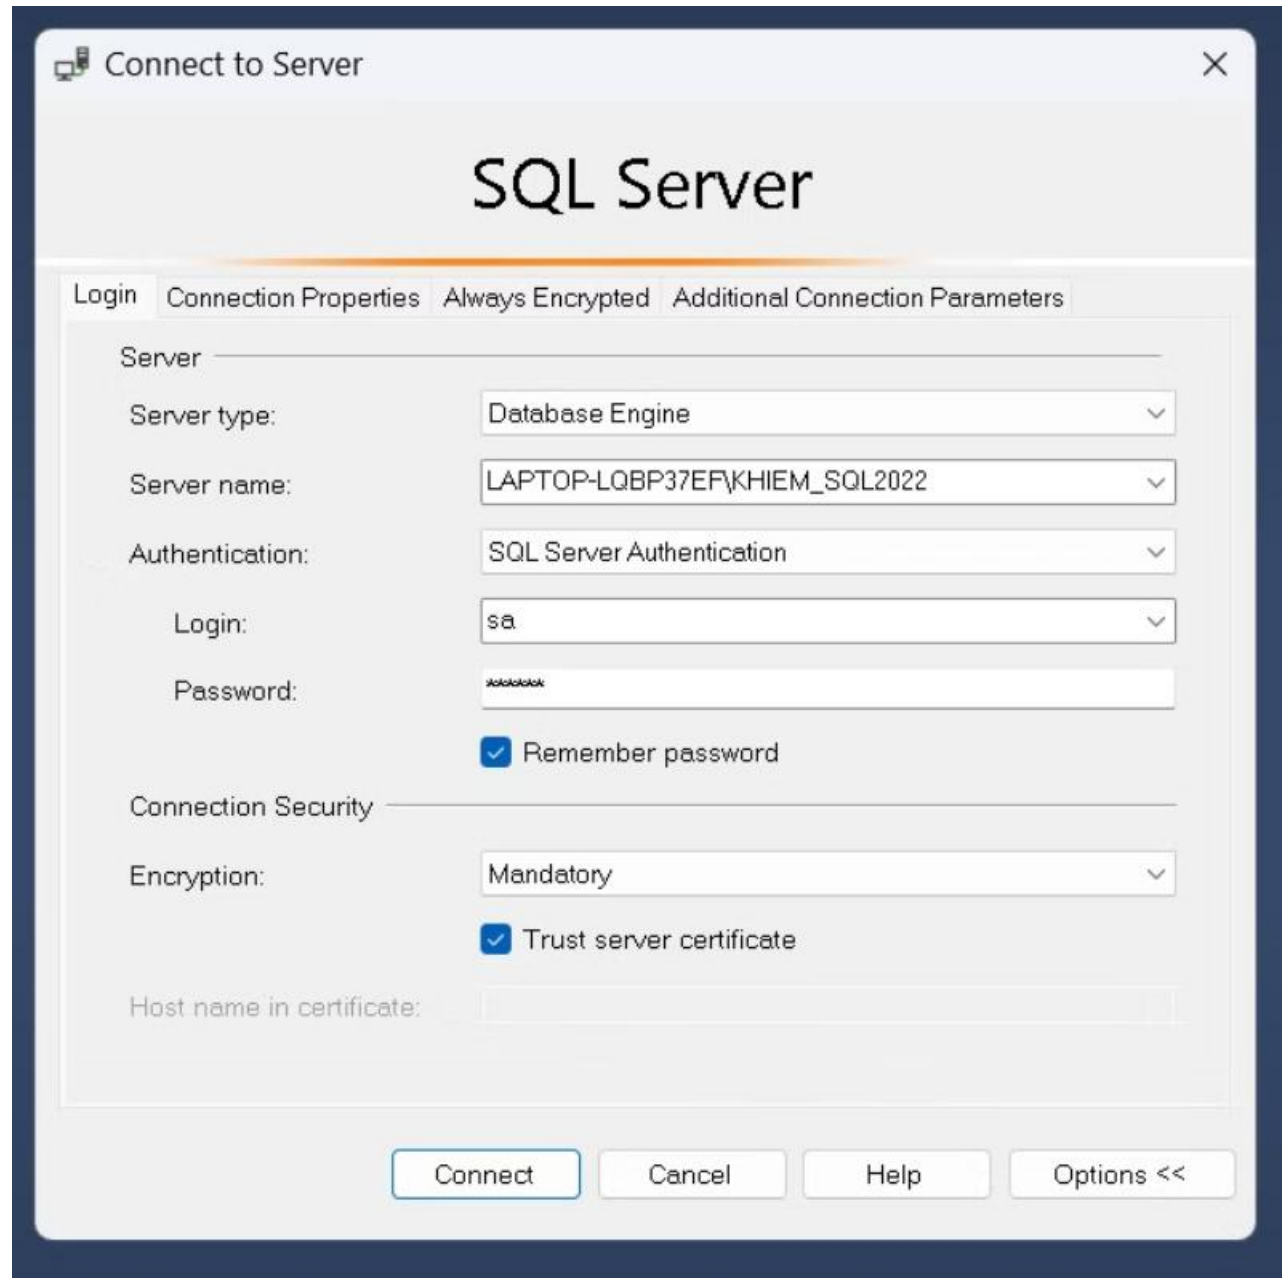 Connect to Server
SQL Server
Login Connection Properties Always Encrypted Additional Connection Parameters
Server
Server type: Database Engine
Server name: LAPTOP-LQBP37EF\KHIEM_SQL2022
Authentication: SQL Server Authentication
Login: sa
Password: ******
Remember password
Connection Security
Encryption: Mandatory
Trust server certificate
Host name in certificate:
Connect Cancel Help Options <<